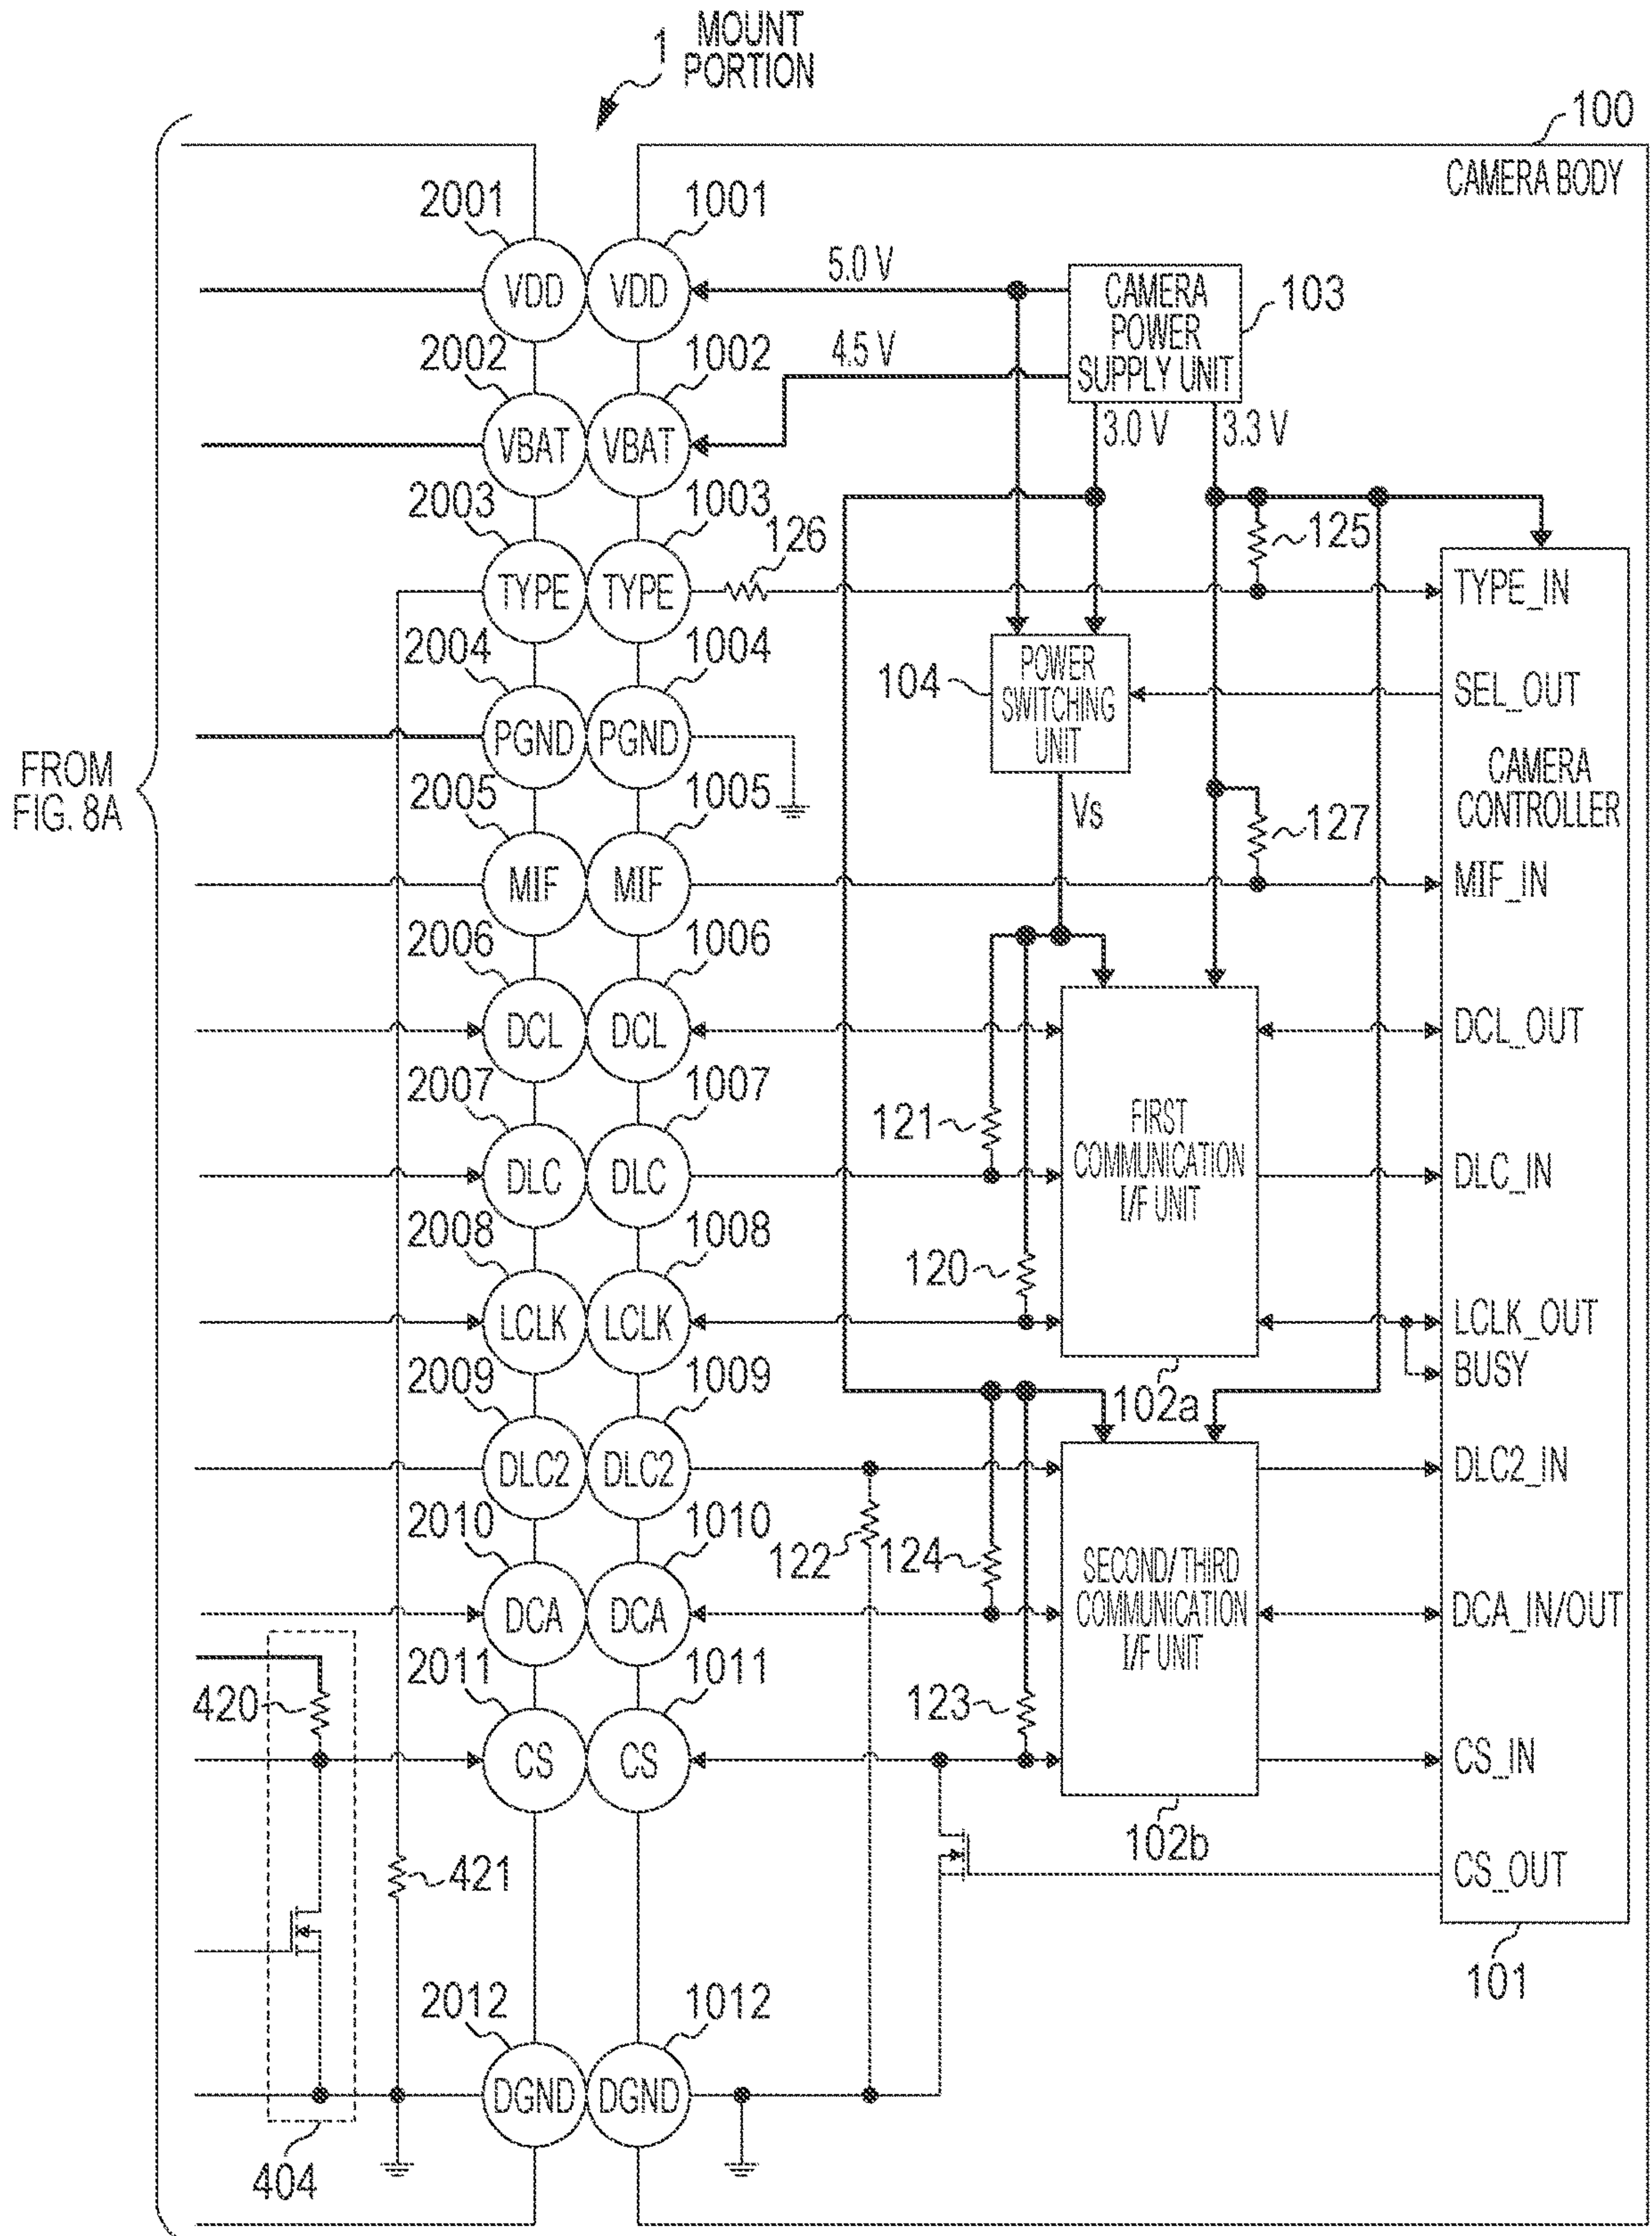 1 MOUNT
PORTION
100
CAMERA BODY
2001 1001
VDD VDD
5.0 V
CAMERA
POWER
SUPPLY UNIT
103
2002 1002
4.5 V
VBAT VBAT
3.0 V 3.3 V
2003 1003
126
125
TYPE TYPE
TYPE_IN
2004 1004
104
POWER
SWITCHING
UNIT
SEL_OUT
PGND PGND
FROM
FIG. 8A
CAMERA
CONTROLLER
2005 1005
Vs
127
MIF MIF
MIF_IN
2006 1006
DCL DCL
DCL_OUT
2007 1007
121
FIRST
COMMUNICATION
I/F UNIT
DLC DLC
DLC_IN
2008 1008
120
LCLK LCLK
LCLK_OUT
BUSY
2009 1009
102a
DLC2 DLC2
DLC2_IN
2010 1010
122
124
SECOND/THIRD
COMMUNICATION
I/F UNIT
DCA DCA
DCA_IN/OUT
2011 1011
420
123
CS CS
CS_IN
102b
421
CS_OUT
101
2012 1012
DGND DGND
404